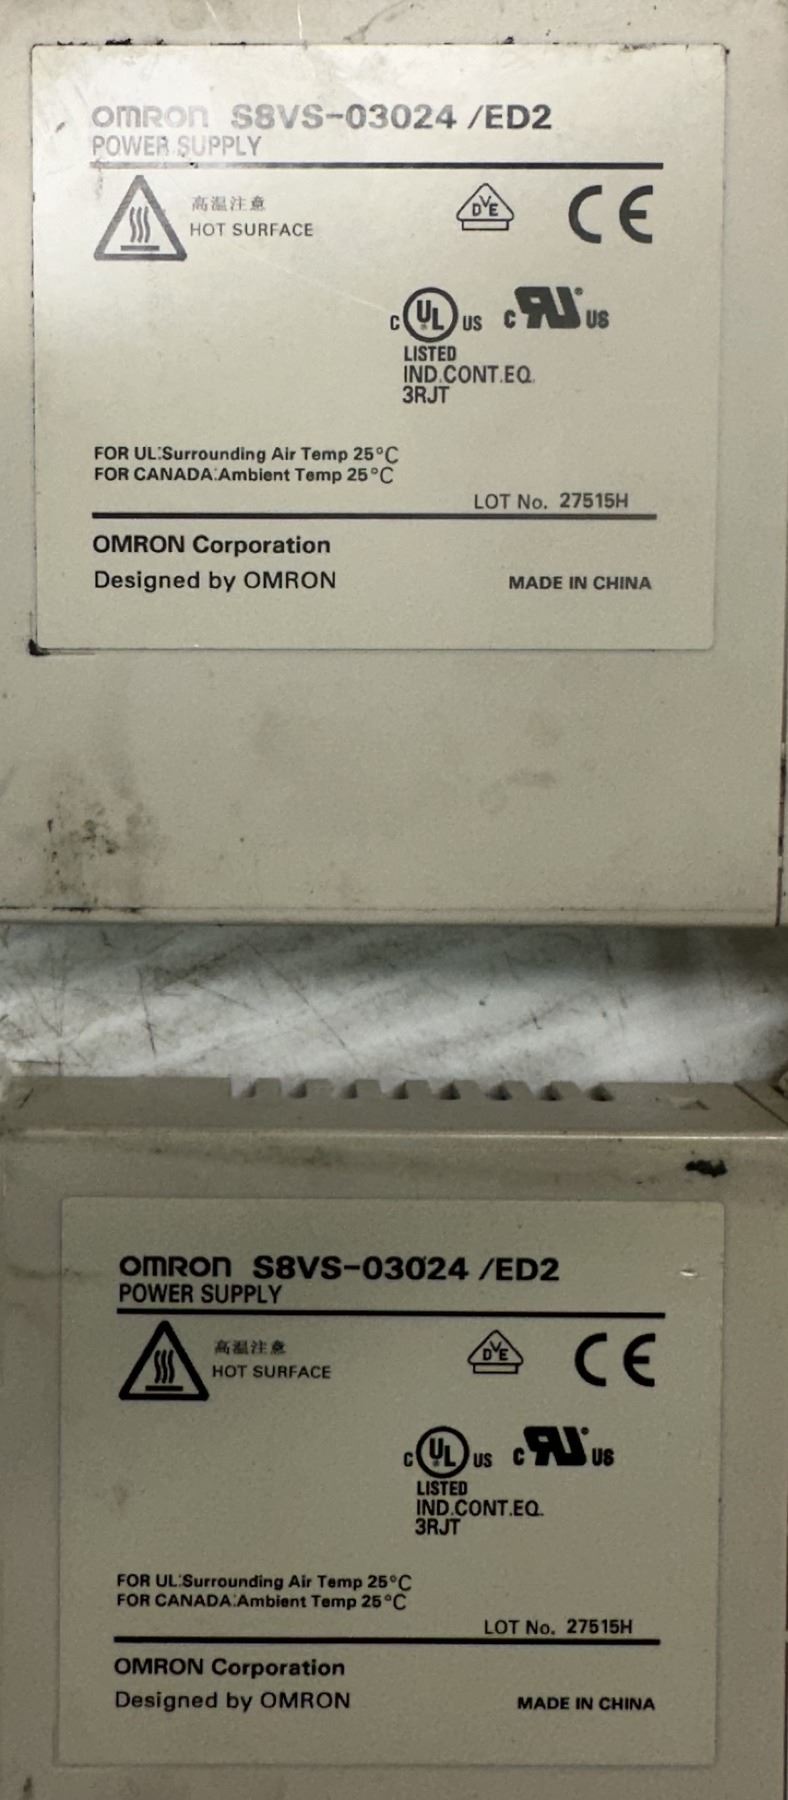 OMRON S8VS-03024 /ED2
POWER SUPPLY
高温注意
HOT SURFACE
DVE
CE
C UL US C RU US
LISTED
IND.CONT.EQ.
3RJT
FOR UL:Surrounding Air Temp 25°C
FOR CANADA:Ambient Temp 25°C
LOT No. 27515H
OMRON Corporation
Designed by OMRON
MADE IN CHINA
OMRON S8VS-03024 /ED2
POWER SUPPLY
高温注意
HOT SURFACE
DVE
CE
C UL US C RU US
LISTED
IND.CONT.EQ.
3RJT
FOR UL:Surrounding Air Temp 25°C
FOR CANADA:Ambient Temp 25°C
LOT No. 27515H
OMRON Corporation
Designed by OMRON
MADE IN CHINA